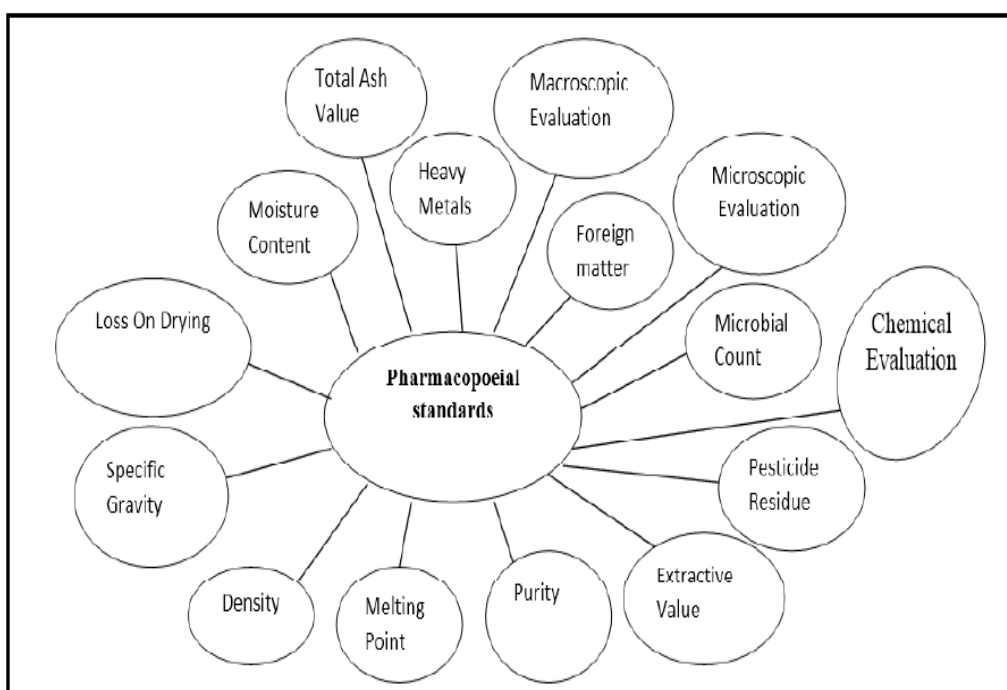 Total Ash
Value
Macroscopic
Evaluation
Heavy
Metals
Microscopic
Evaluation
Moisture
Content
Foreign
matter
Loss On Drying
Microbial
Count
Chemical
Evaluation
Pharmacopoeial
standards
Specific
Gravity
Pesticide
Residue
Density
Melting
Point
Purity
Extractive
Value